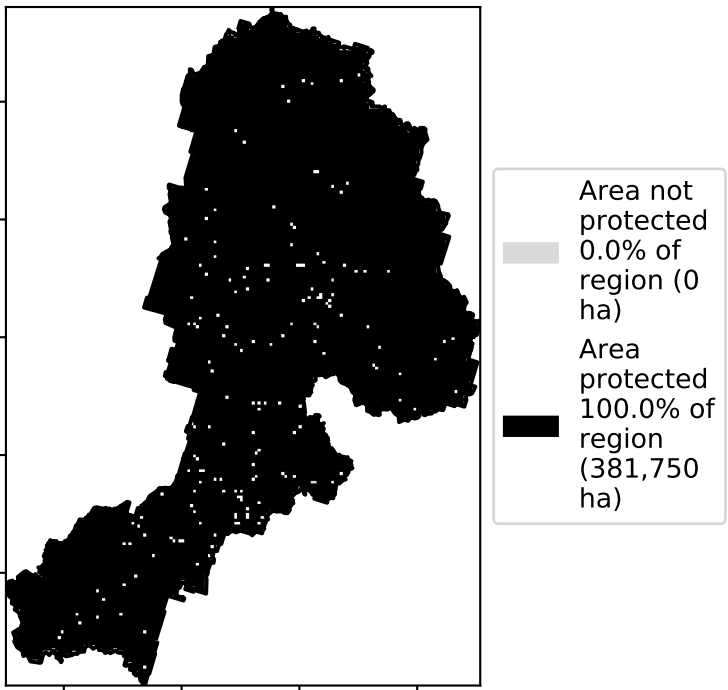 Area not
protected
0.0% of
region (0
ha)
Area
protected
100.0% of
region
(381,750
ha)